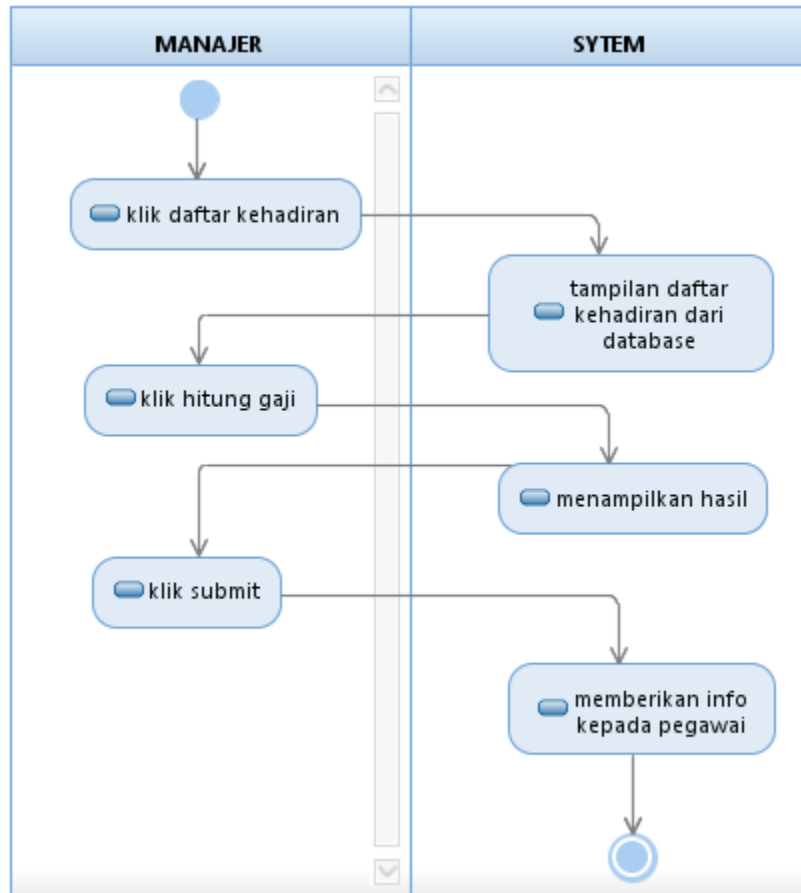 MANAJER
SYTEM
klik daftar kehadiran
tampilan daftar
kehadiran dari
database
klik hitung gaji
menampilkan hasil
klik submit
memberikan info
kepada pegawai